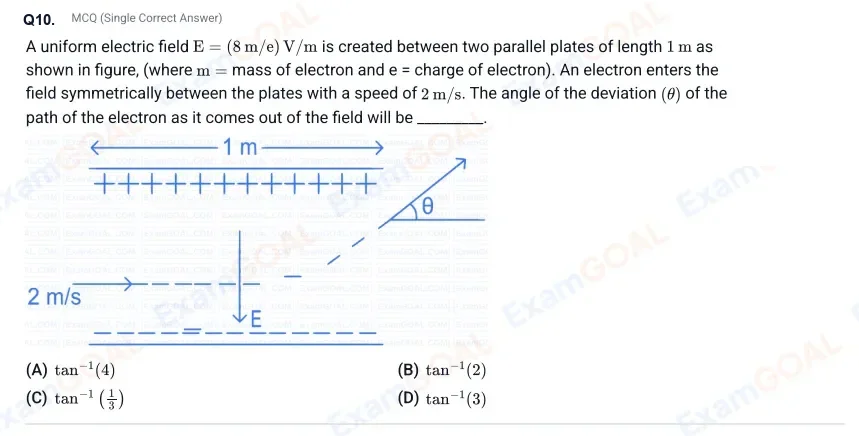 Q10. MCQ (Single Correct Answer)
A uniform electric field E = (8 m/e) V/m is created between two parallel plates of length 1 m as
shown in figure, (where m = mass of electron and e = charge of electron). An electron enters the
field symmetrically between the plates with a speed of 2 m/s. The angle of the deviation (θ) of the
path of the electron as it comes out of the field will be ________.
1 m
+++++++++++++
θ
2 m/s
E
(A) tan⁻¹(4) (B) tan⁻¹(2)
(C) tan⁻¹(1/3) (D) tan⁻¹(3)
ExamGOAL